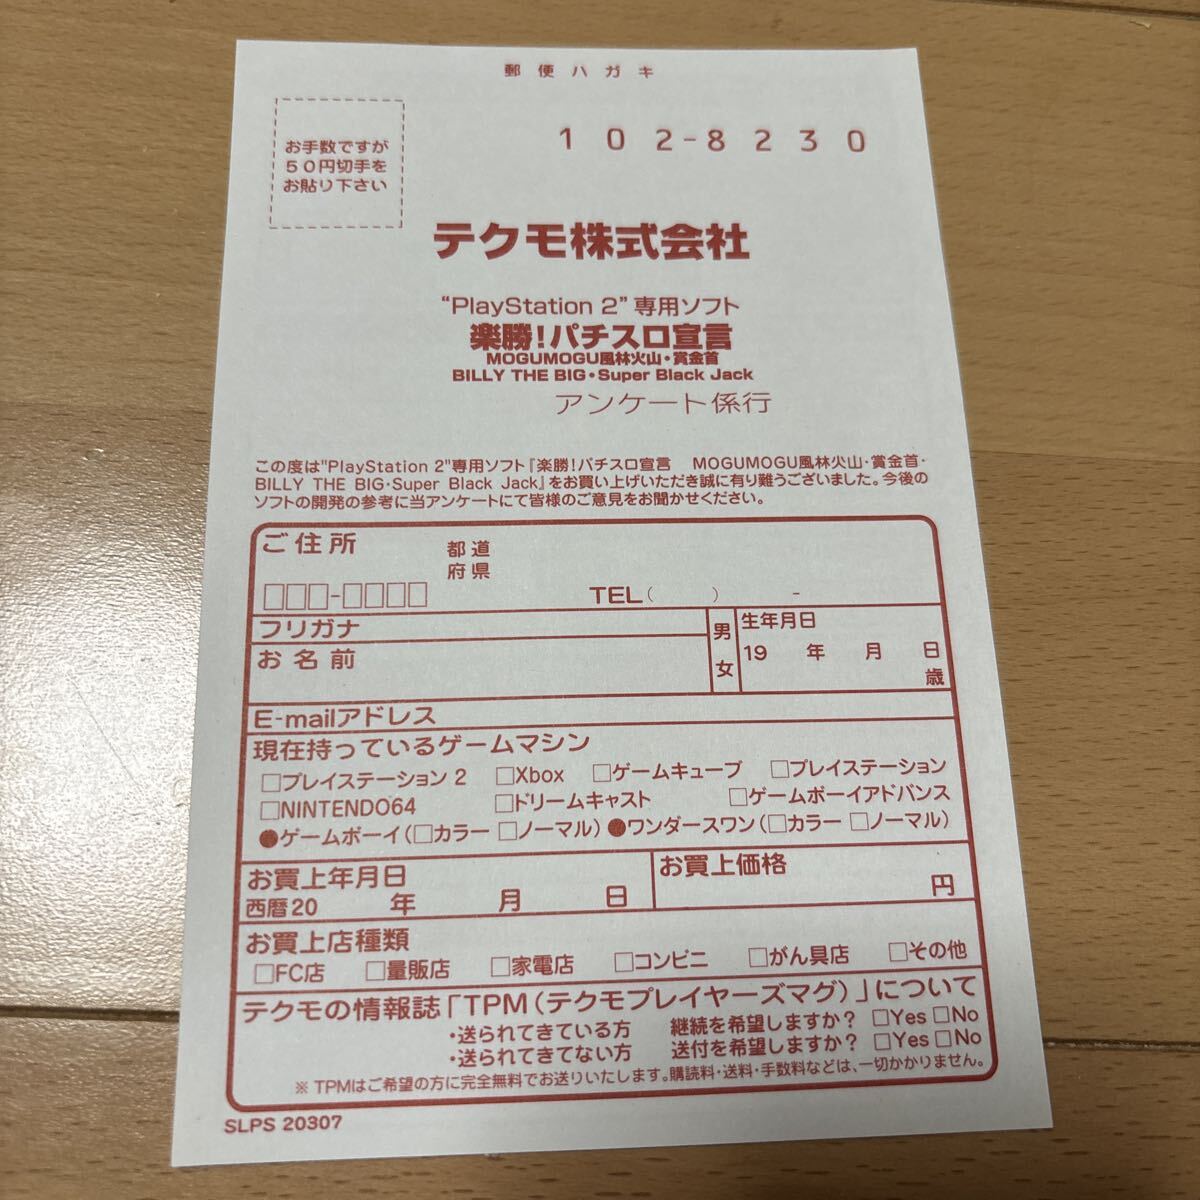 郵便ハガキ
お手数ですが
50円切手を
お貼り下さい
102-8230
テクモ株式会社
“PlayStation 2”専用ソフト
楽勝！パチスロ宣言
MOGUMOGU風林火山・賞金首
BILLY THE BIG・Super Black Jack
アンケート係行
この度は"PlayStation 2"専用ソフト『楽勝！パチスロ宣言　MOGUMOGU風林火山・賞金首・
BILLY THE BIG・Super Black Jack』をお買い上げいただき誠に有り難うございました。今後の
ソフトの開発の参考に当アンケートにて皆様のご意見をお聞かせください。
ご住所 都道
府県
□□□-□□□□ TEL（　　）　　-
フリガナ
お名前
男
女
生年月日
19　年　月　日
歳
E-mailアドレス
現在持っているゲームマシン
□プレイステーション2 □Xbox □ゲームキューブ □プレイステーション
□NINTENDO64 □ドリームキャスト □ゲームボーイアドバンス
●ゲームボーイ（□カラー □ノーマル）●ワンダースワン（□カラー □ノーマル）
お買上年月日
西暦20　年　月　日
お買上価格
円
お買上店種類
□FC店 □量販店 □家電店 □コンビニ □がん具店 □その他
テクモの情報誌「TPM（テクモプレイヤーズマグ）」について
・送られてきている方 継続を希望しますか？ □Yes □No
・送られてきてない方 送付を希望しますか？ □Yes □No
※ TPMはご希望の方に完全無料でお送りいたします。購読料・送料・手数料などは、一切かかりません。
SLPS 20307